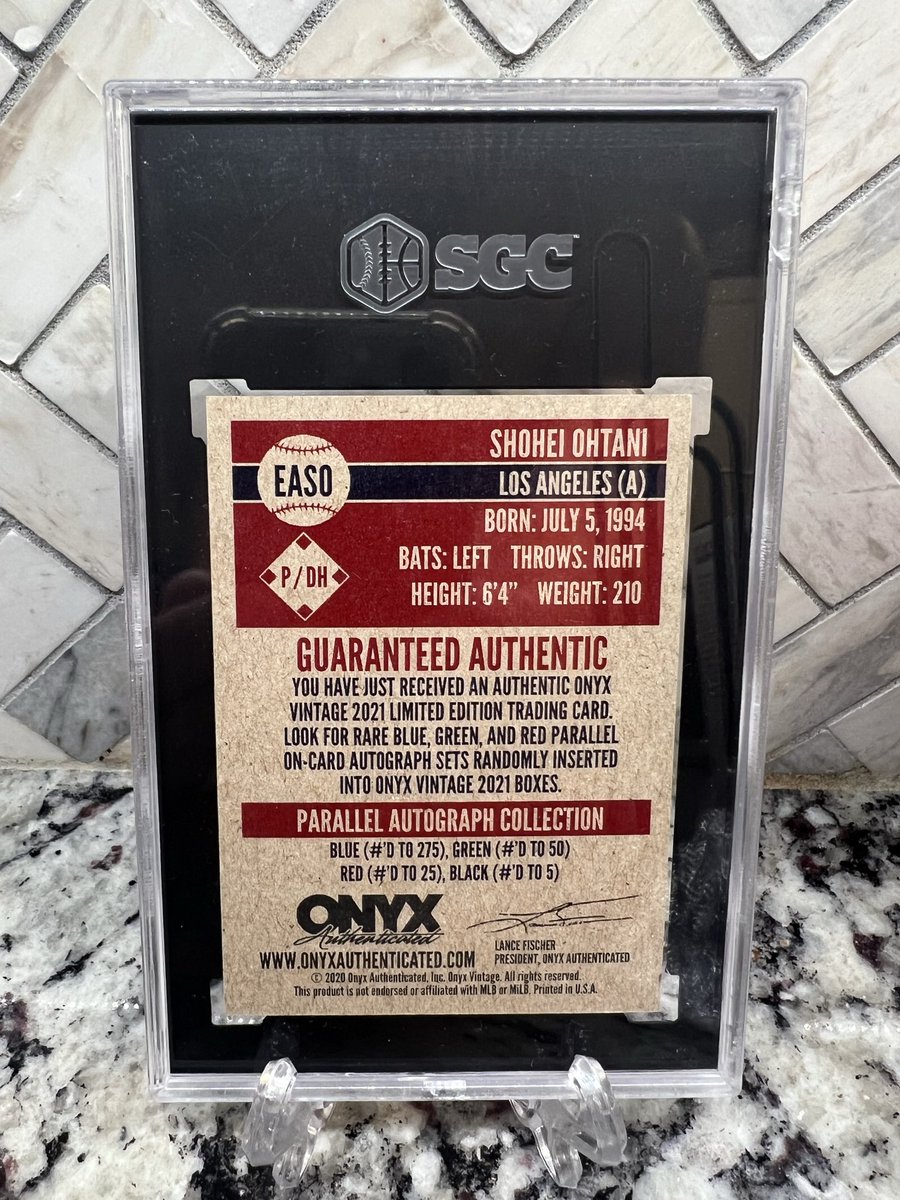 SGC
SHOHEI OHTANI
EASO
LOS ANGELES (A)
BORN: JULY 5, 1994
BATS: LEFT THROWS: RIGHT
P/DH
HEIGHT: 6'4" WEIGHT: 210
GUARANTEED AUTHENTIC
YOU HAVE JUST RECEIVED AN AUTHENTIC ONYX
VINTAGE 2021 LIMITED EDITION TRADING CARD.
LOOK FOR RARE BLUE, GREEN, AND RED PARALLEL
ON-CARD AUTOGRAPH SETS RANDOMLY INSERTED
INTO ONYX VINTAGE 2021 BOXES.
PARALLEL AUTOGRAPH COLLECTION
BLUE (#'D TO 275), GREEN (#'D TO 50)
RED (#'D TO 25), BLACK (#'D TO 5)
ONYX
Authenticated
LANCE FISCHER
WWW.ONYXAUTHENTICATED.COM
PRESIDENT, ONYX AUTHENTICATED
© 2020 Onyx Authenticated, Inc. Onyx Vintage. All rights reserved.
This product is not endorsed or affiliated with MLB or MiLB. Printed in U.S.A.